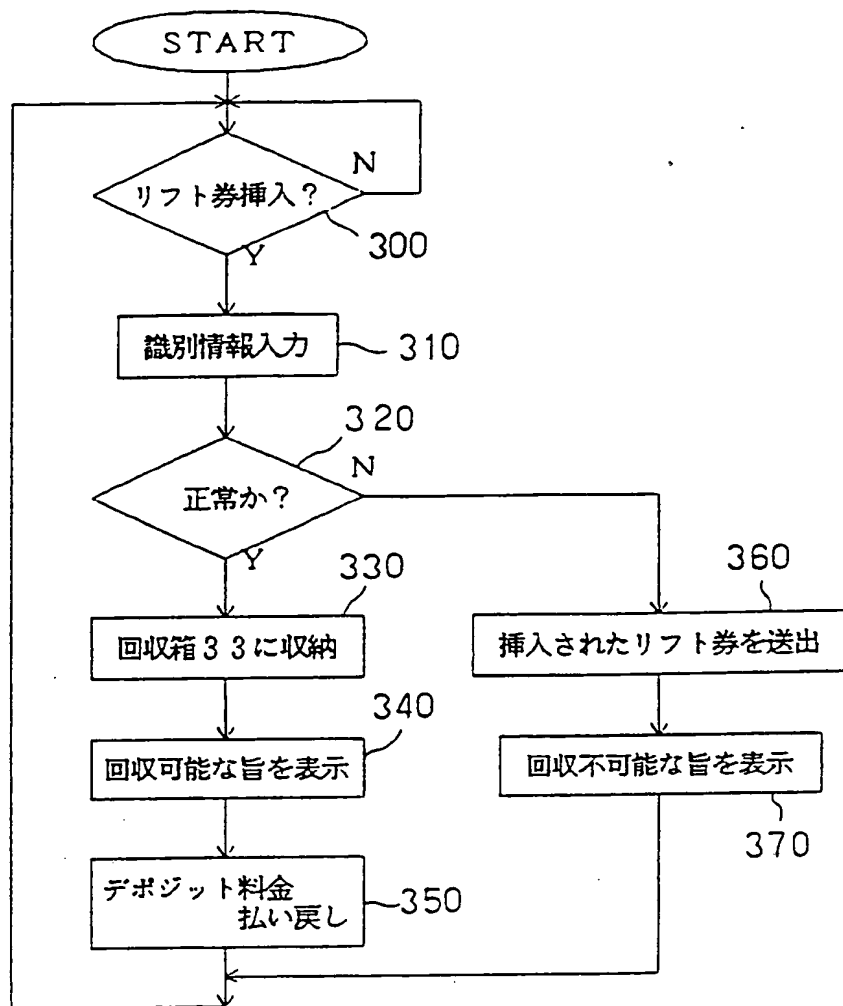 START
N
リフト券挿入？
300
Y
識別情報入力
310
320
N
正常か？
Y
330
回収箱３３に収納
360
挿入されたリフト券を送出
340
回収可能な旨を表示
回収不可能な旨を表示
370
デポジット料金
払い戻し
350